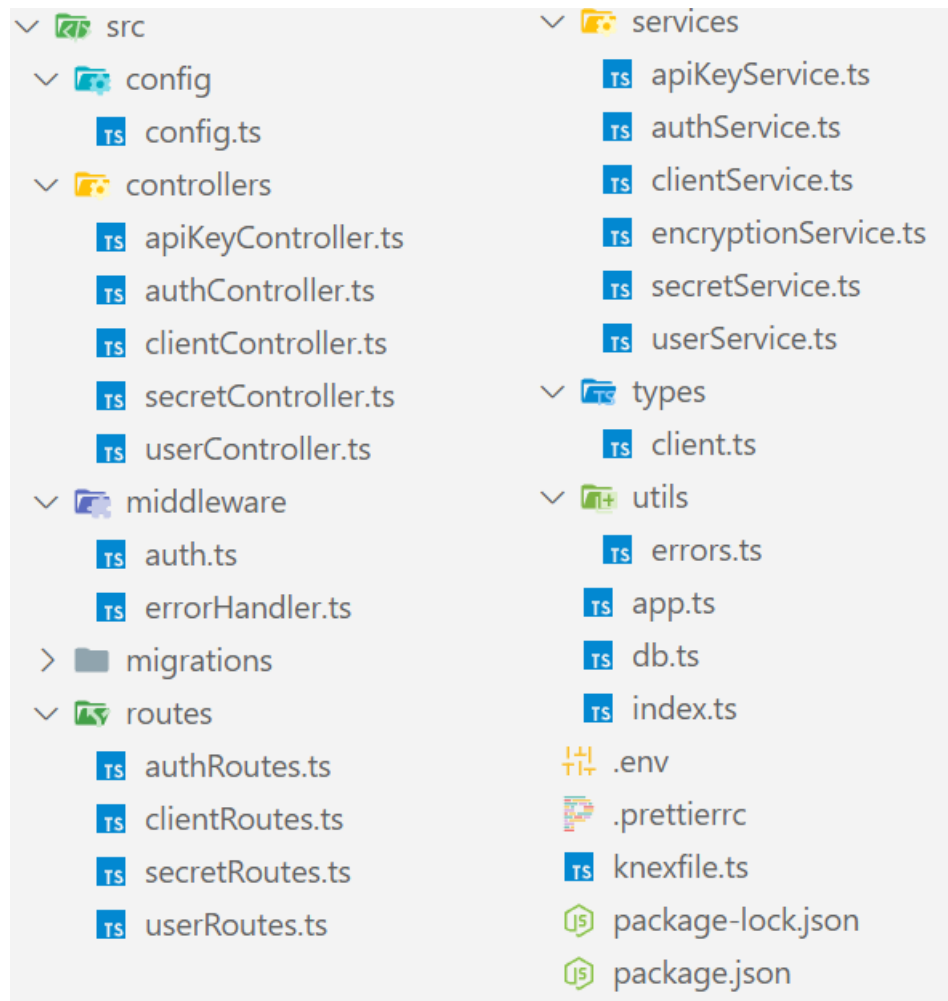 src
config
config.ts
controllers
apiKeyController.ts
authController.ts
clientController.ts
secretController.ts
userController.ts
middleware
auth.ts
errorHandler.ts
migrations
routes
authRoutes.ts
clientRoutes.ts
secretRoutes.ts
userRoutes.ts
services
apiKeyService.ts
authService.ts
clientService.ts
encryptionService.ts
secretService.ts
userService.ts
types
client.ts
utils
errors.ts
app.ts
db.ts
index.ts
.env
.prettierrc
knexfile.ts
package-lock.json
package.json